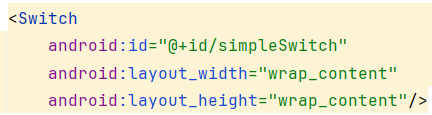 <Switch
    android:id="@+id/simpleSwitch"
    android:layout_width="wrap_content"
    android:layout_height="wrap_content"/>